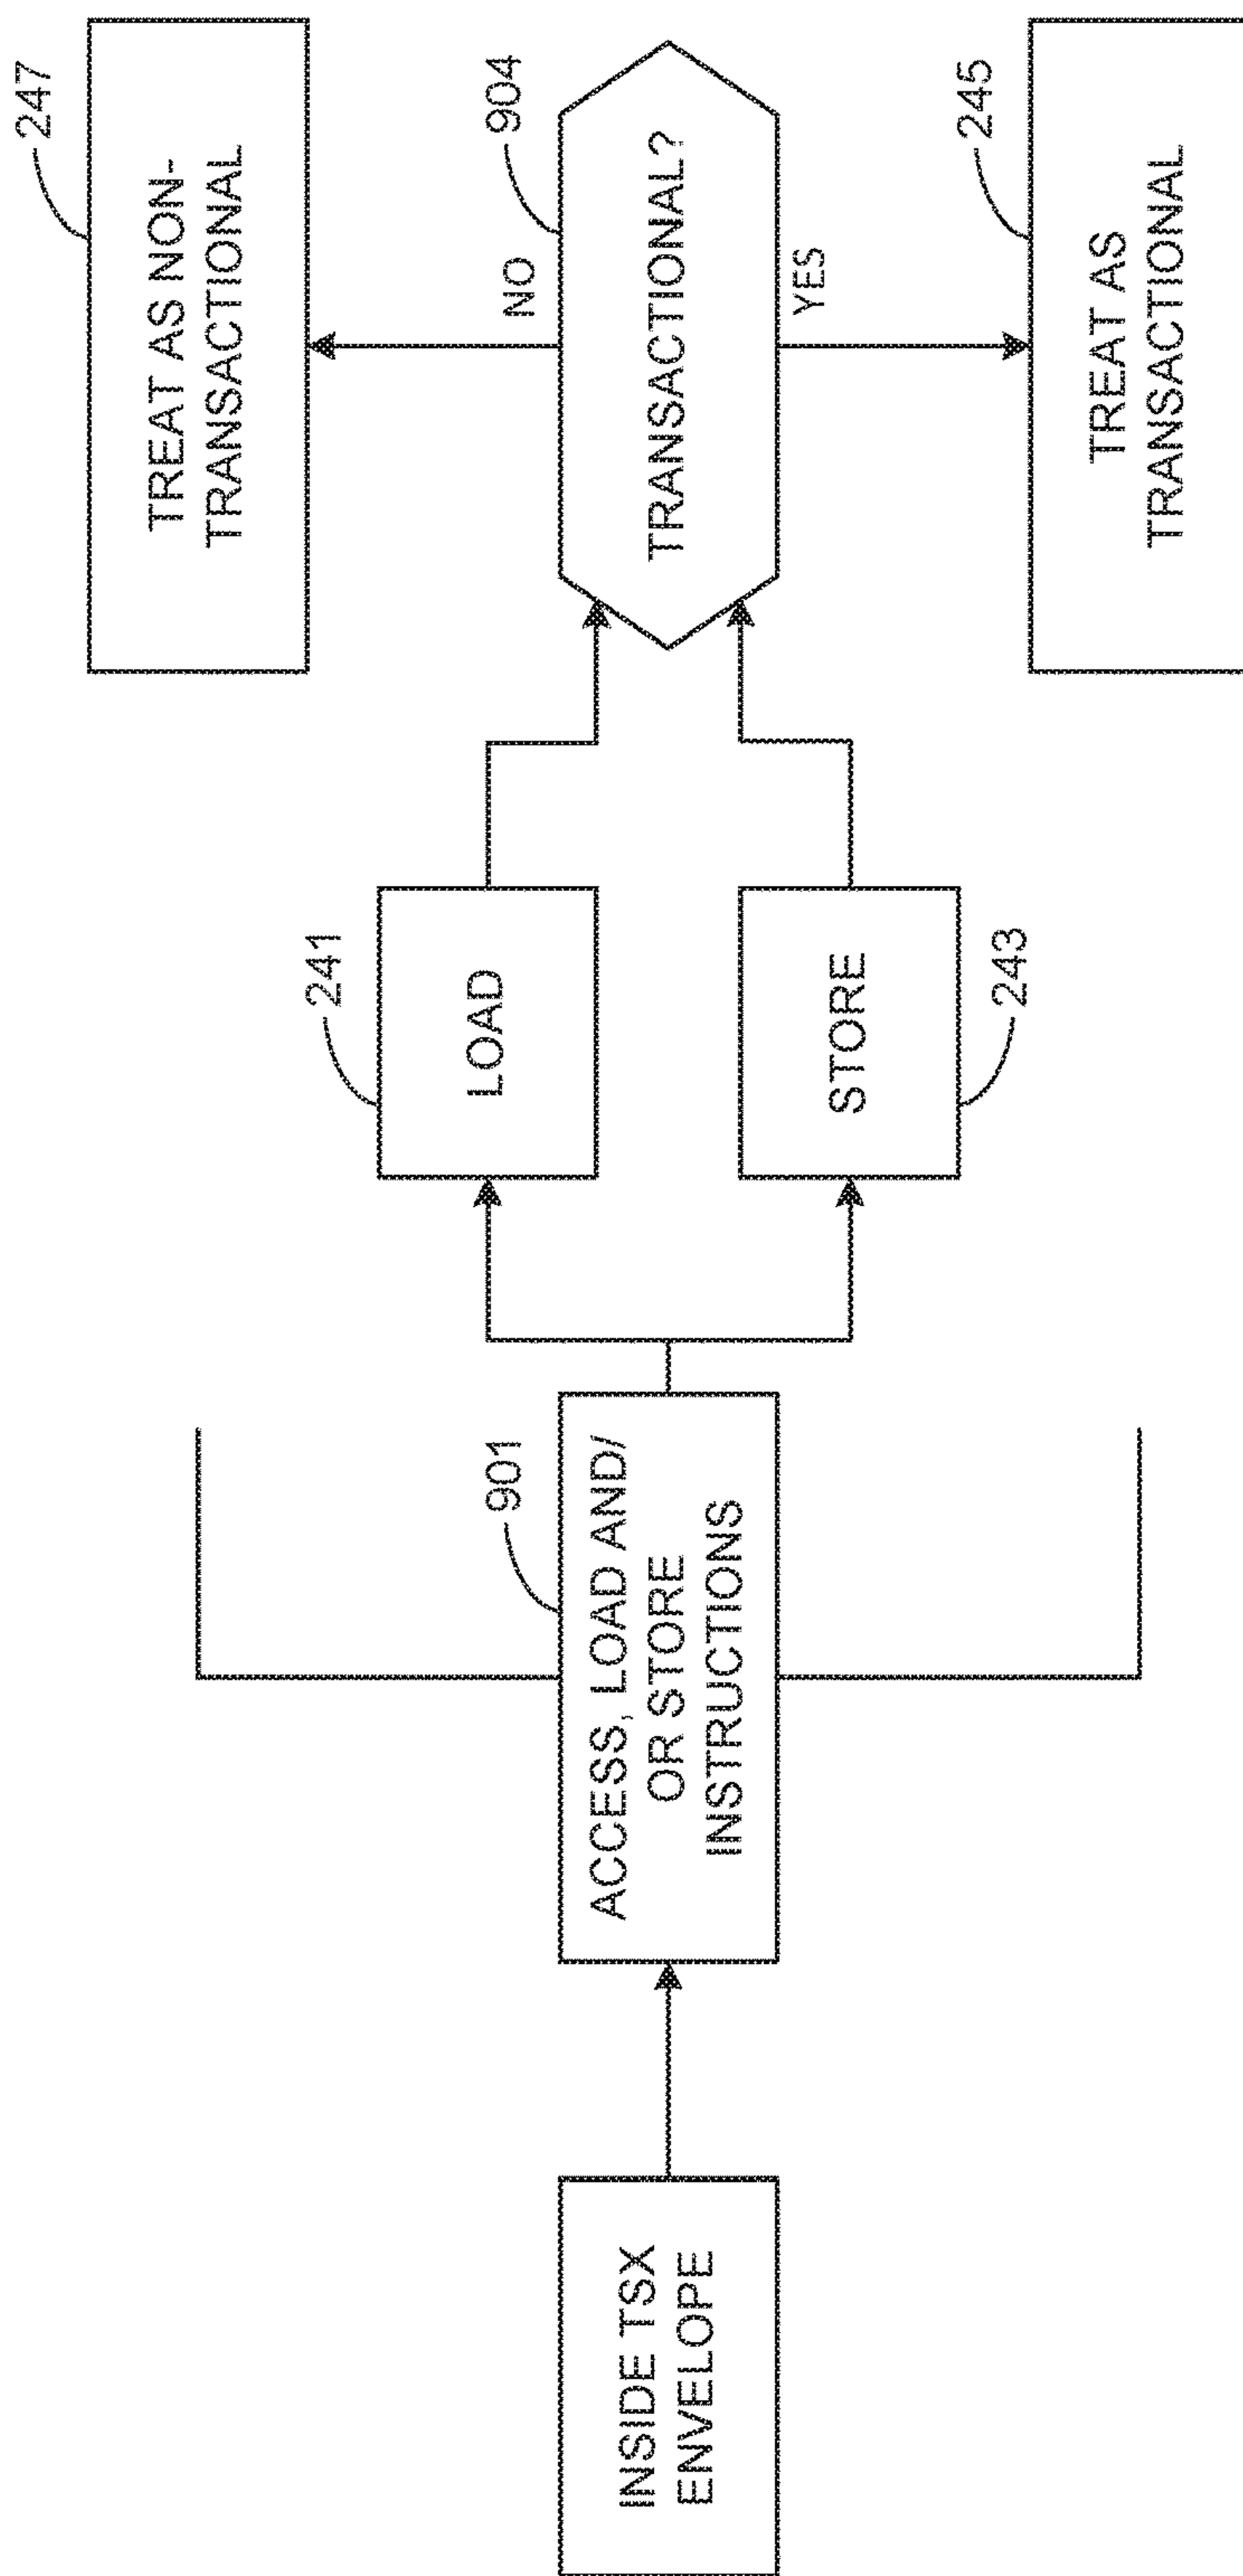 INSIDE TSX
ENVELOPE
901
ACCESS, LOAD AND/
OR STORE
INSTRUCTIONS
241
LOAD
STORE
243
904
TRANSACTIONAL?
NO
YES
247
TREAT AS NON-
TRANSACTIONAL
245
TREAT AS
TRANSACTIONAL